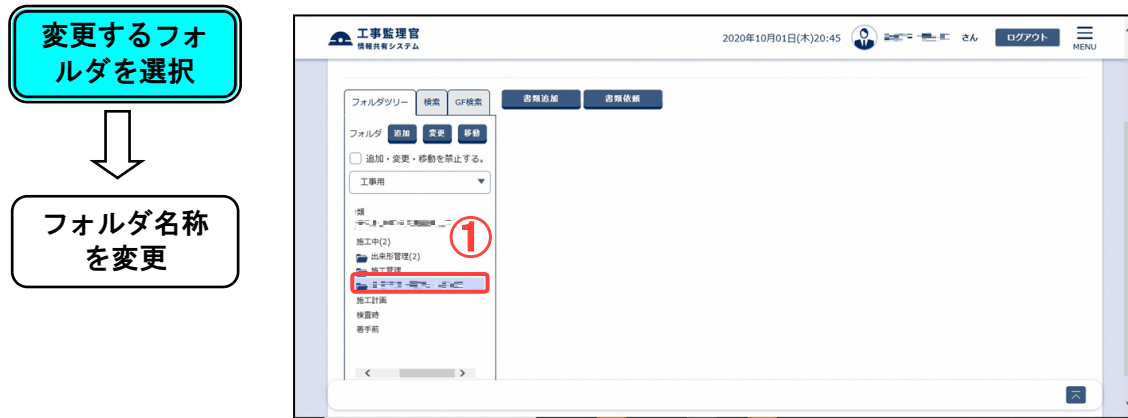 変更するフォ
ルダを選択
フォルダ名称
を変更
工事監理官
情報共有システム
2020年10月01日(木)20:45
さん
ログアウト
MENU
フォルダツリー 検索 GF検索
書類追加 書類依頼
フォルダ 追加 変更 移動
追加・変更・移動を禁止する。
工事用
類
①
施工中(2)
出来形管理(2)
施工管理
施工計画
検査時
着手前